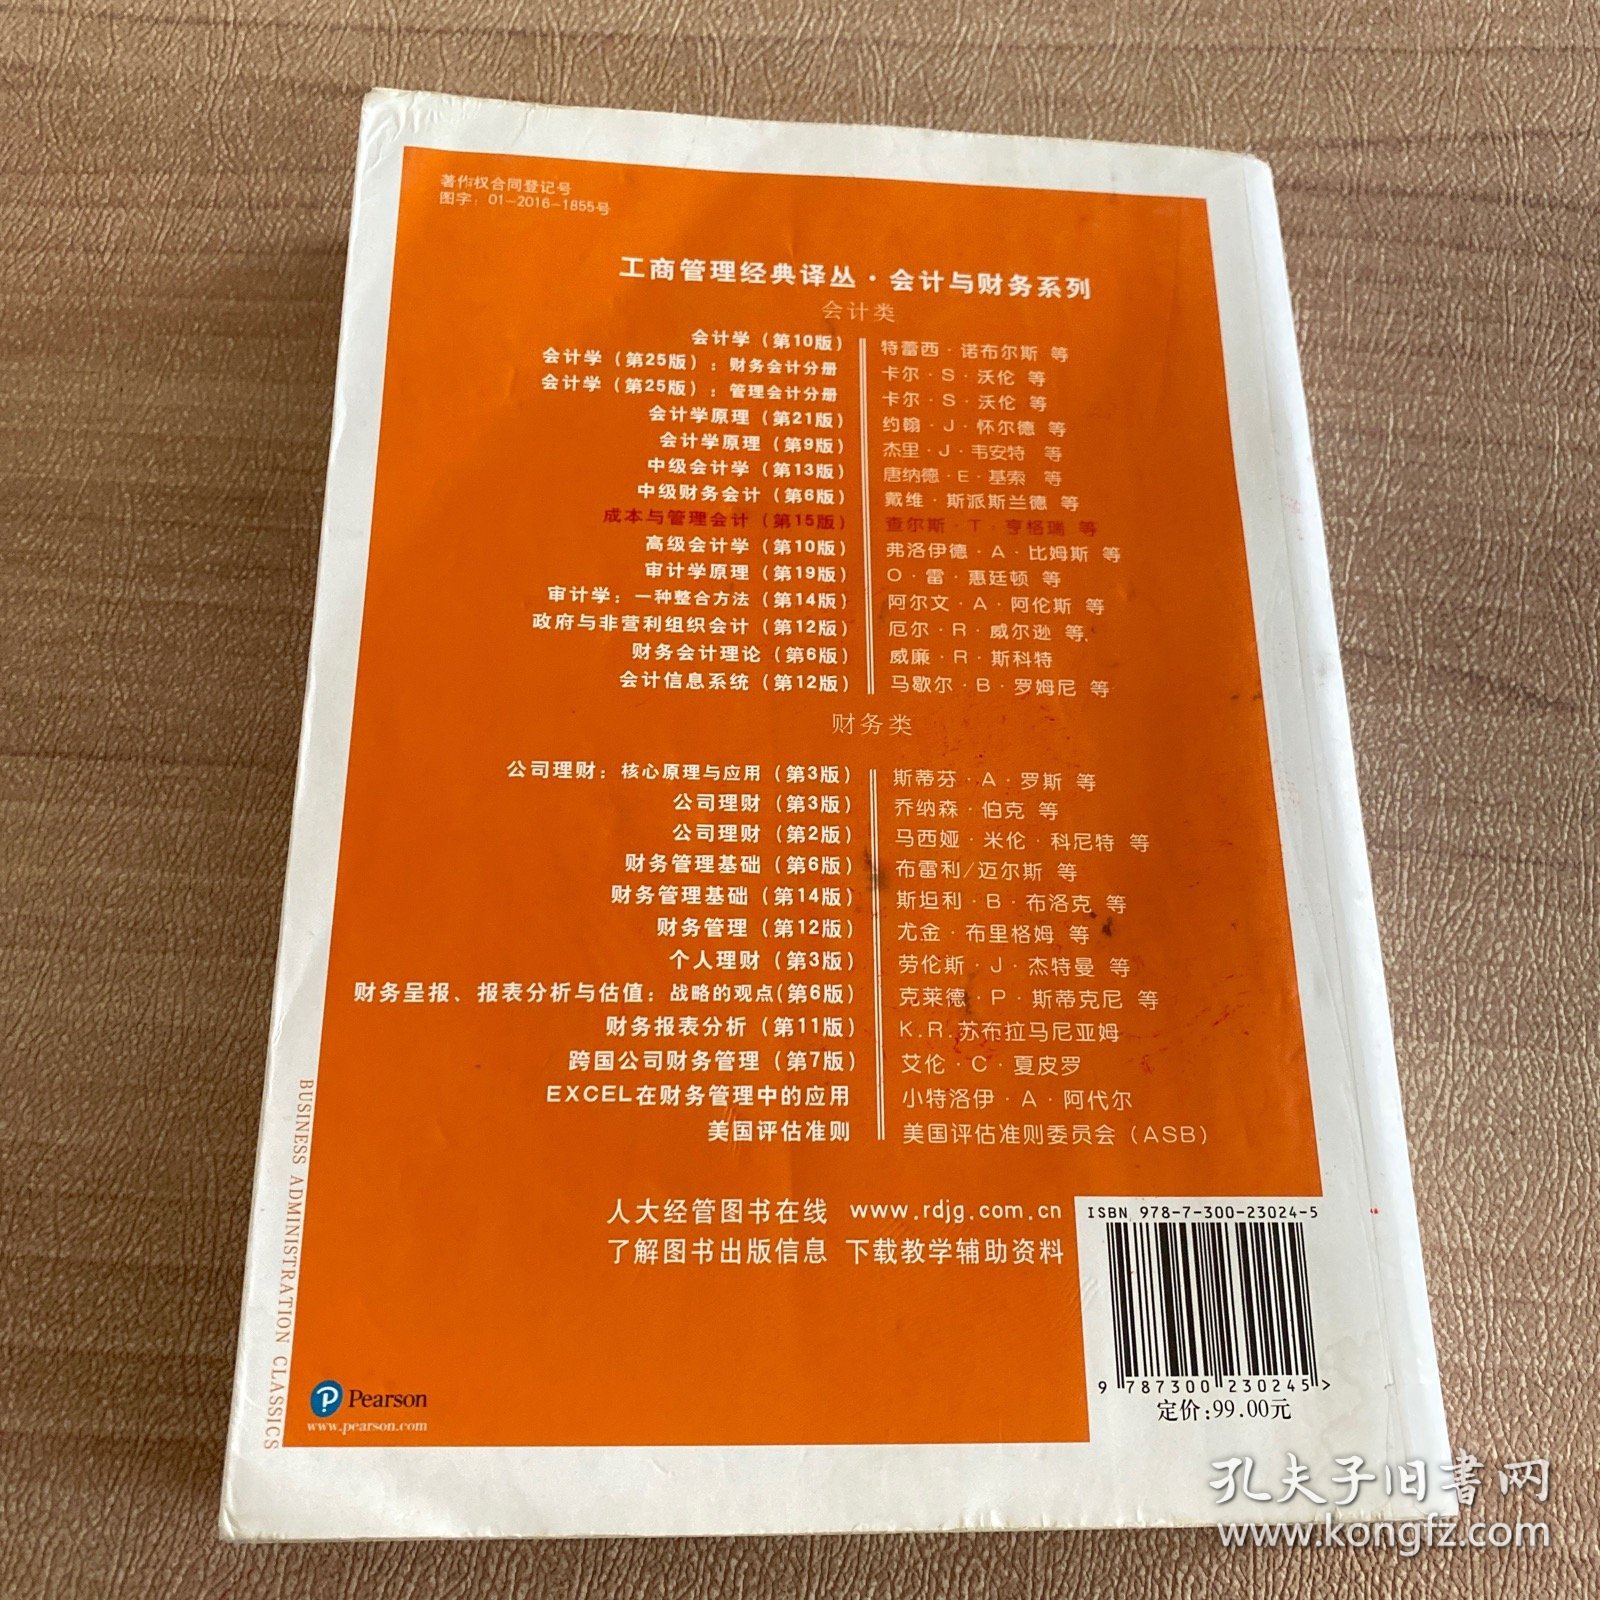 著作权合同登记号
图字：01-2016-1855号
工商管理经典译丛·会计与财务系列
会计类
会计学（第10版） 特蕾西·诺布尔斯 等
会计学（第25版）：财务会计分册 卡尔·S·沃伦 等
会计学（第25版）：管理会计分册 卡尔·S·沃伦 等
会计学原理（第21版） 约翰·J·怀尔德 等
会计学原理（第9版） 杰里·J·韦安特 等
中级会计学（第13版） 唐纳德·E·基索 等
中级财务会计（第6版） 戴维·斯派斯兰德 等
成本与管理会计（第15版） 查尔斯·T·亨格瑞 等
高级会计学（第10版） 弗洛伊德·A·比姆斯 等
审计学原理（第19版） O·雷·惠廷顿 等
审计学：一种整合方法（第14版） 阿尔文·A·阿伦斯 等
政府与非营利组织会计（第12版） 厄尔·R·威尔逊 等
财务会计理论（第6版） 威廉·R·斯科特
会计信息系统（第12版） 马歇尔·B·罗姆尼 等
财务类
公司理财：核心原理与应用（第3版） 斯蒂芬·A·罗斯 等
公司理财（第3版） 乔纳森·伯克 等
公司理财（第2版） 马西娅·米伦·科尼特 等
财务管理基础（第6版） 布雷利/迈尔斯 等
财务管理基础（第14版） 斯坦利·B·布洛克 等
财务管理（第12版） 尤金·布里格姆 等
个人理财（第3版） 劳伦斯·J·杰特曼 等
财务呈报、报表分析与估值：战略的观点（第6版） 克莱德·P·斯蒂克尼 等
财务报表分析（第11版） K.R.苏布拉马尼亚姆
跨国公司财务管理（第7版） 艾伦·C·夏皮罗
EXCEL在财务管理中的应用 小特洛伊·A·阿代尔
美国评估准则 美国评估准则委员会（ASB）
人大经管图书在线 www.rdjg.com.cn
了解图书出版信息 下载教学辅助资料
ISBN 978-7-300-23024-5
9 787300 230245 >
定价:99.00元
BUSINESS ADMINISTRATION CLASSICS
Pearson
www.pearson.com
孔夫子旧书网
www.kongfz.com